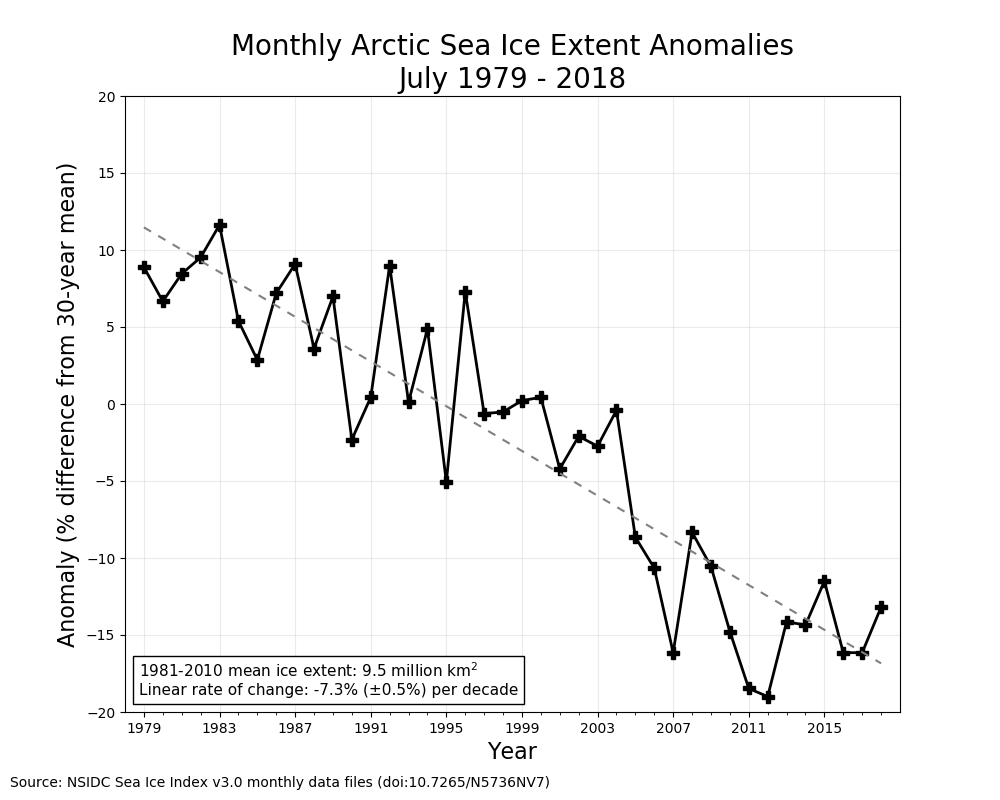 Monthly Arctic Sea Ice Extent Anomalies
July 1979 - 2018
Anomaly (% difference from 30-year mean)
20
15
10
5
0
−5
−10
−15
−20
1981-2010 mean ice extent: 9.5 million km²
Linear rate of change: -7.3% (±0.5%) per decade
1979 1983 1987 1991 1995 1999 2003 2007 2011 2015
Year
Source: NSIDC Sea Ice Index v3.0 monthly data files (doi:10.7265/N5736NV7)